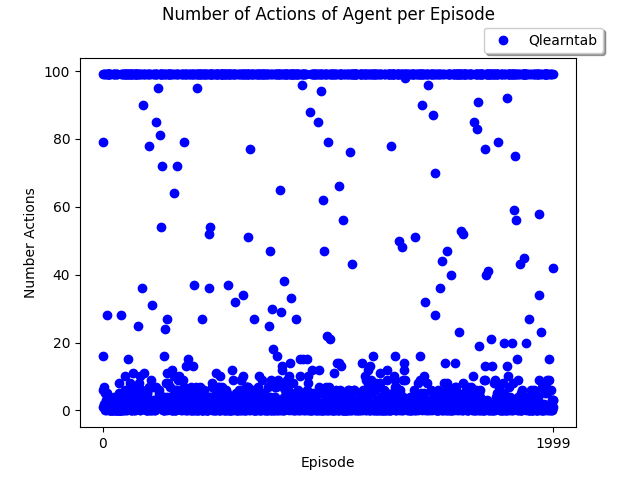 Number of Actions of Agent per Episode
Qlearntab
100
80
60
40
20
0
Number Actions
0
1999
Episode